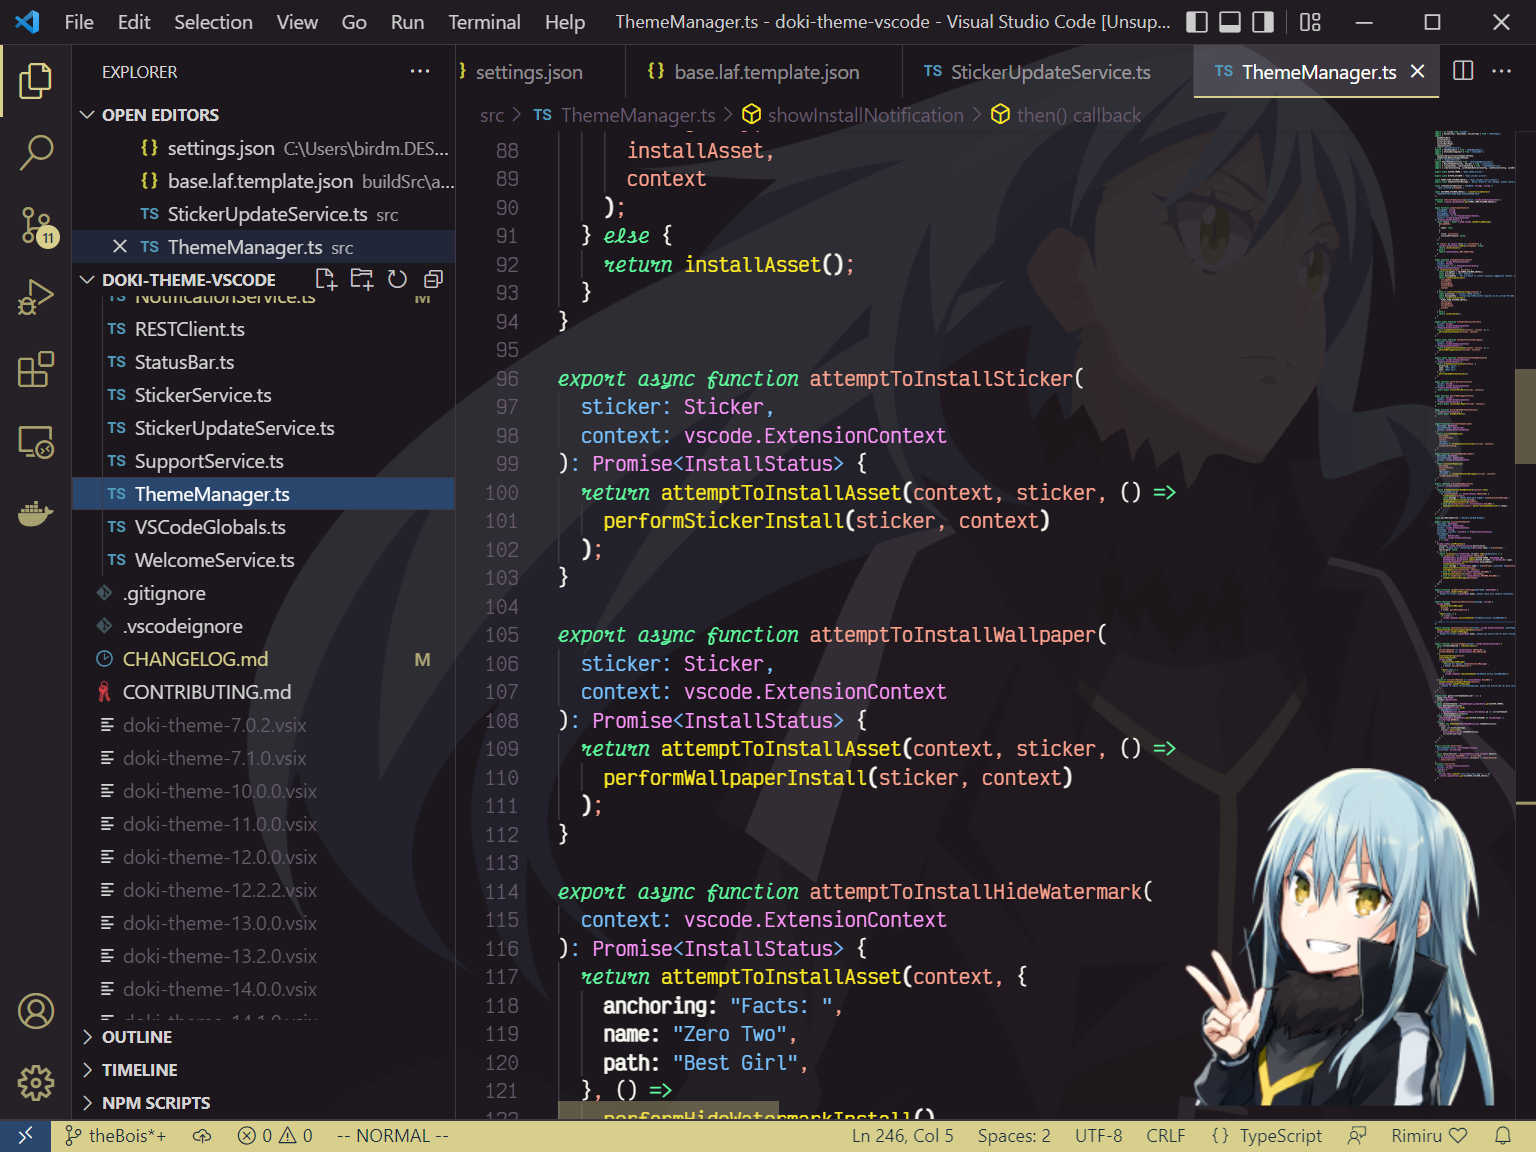 File Edit Selection View Go Run Terminal Help ThemeManager.ts - doki-theme-vscode - Visual Studio Code [Unsup...
EXPLORER
OPEN EDITORS
{} settings.json C:\Users\birdm.DES...
{} base.laf.template.json buildSrc\a...
TS StickerUpdateService.ts src
TS ThemeManager.ts src
DOKI-THEME-VSCODE
TS NotificationService.ts M
TS RESTClient.ts
TS StatusBar.ts
TS StickerService.ts
TS StickerUpdateService.ts
TS SupportService.ts
TS ThemeManager.ts
TS VSCodeGlobals.ts
TS WelcomeService.ts
.gitignore
.vscodeignore
CHANGELOG.md M
CONTRIBUTING.md
doki-theme-7.0.2.vsix
doki-theme-7.1.0.vsix
doki-theme-10.0.0.vsix
doki-theme-11.0.0.vsix
doki-theme-12.0.0.vsix
doki-theme-12.2.2.vsix
doki-theme-13.0.0.vsix
doki-theme-13.2.0.vsix
doki-theme-14.0.0.vsix
doki-theme-14.1.0.vsix
OUTLINE
TIMELINE
NPM SCRIPTS
11
} settings.json {} base.laf.template.json TS StickerUpdateService.ts TS ThemeManager.ts
src > TS ThemeManager.ts > showInstallNotification > then() callback
88 installAsset,
89 context
90 );
91 } else {
92 return installAsset();
93 }
94 }
95
96 export async function attemptToInstallSticker(
97 sticker: Sticker,
98 context: vscode.ExtensionContext
99 ): Promise<InstallStatus> {
100 return attemptToInstallAsset(context, sticker, () =>
101 performStickerInstall(sticker, context)
102 );
103 }
104
105 export async function attemptToInstallWallpaper(
106 sticker: Sticker,
107 context: vscode.ExtensionContext
108 ): Promise<InstallStatus> {
109 return attemptToInstallAsset(context, sticker, () =>
110 performWallpaperInstall(sticker, context)
111 );
112 }
113
114 export async function attemptToInstallHideWatermark(
115 context: vscode.ExtensionContext
116 ): Promise<InstallStatus> {
117 return attemptToInstallAsset(context, {
118 anchoring: "Facts: ",
119 name: "Zero Two",
120 path: "Best Girl",
121 }, () =>
122 performHideWatermarkInstall()
theBois*+ 0 0 -- NORMAL -- Ln 246, Col 5 Spaces: 2 UTF-8 CRLF {} TypeScript Rimiru ♡